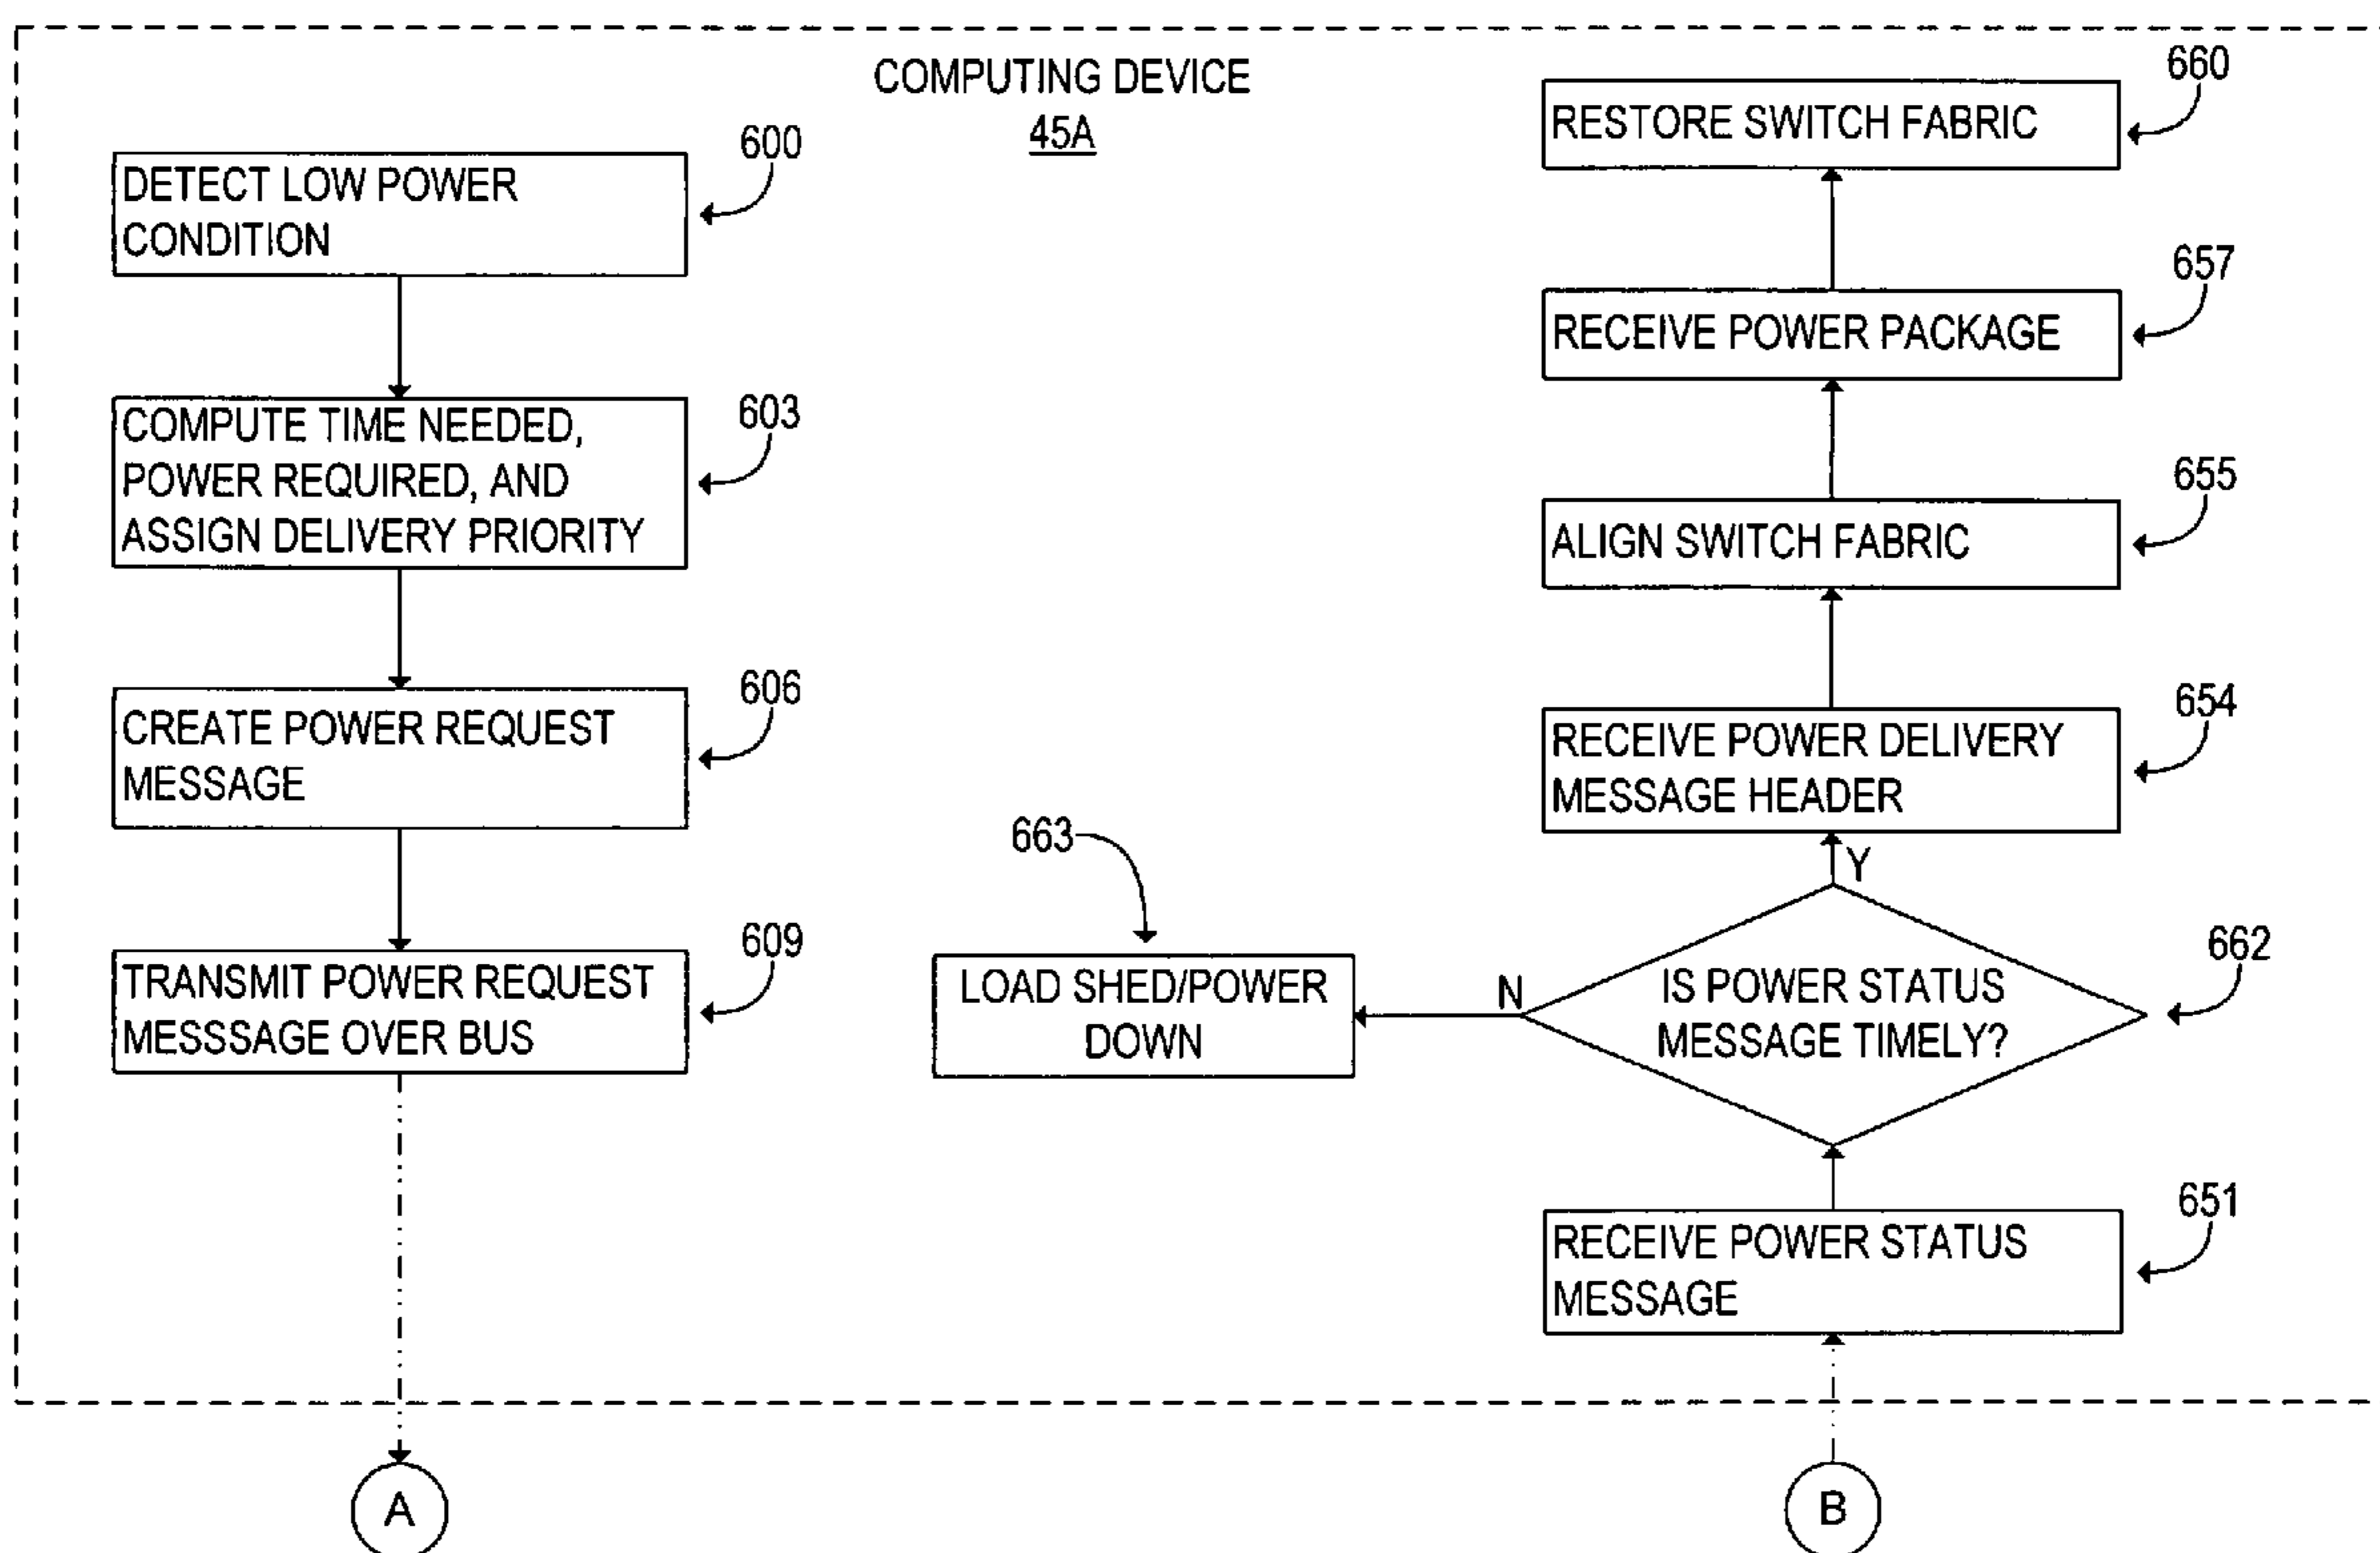 COMPUTING DEVICE
45A
600
DETECT LOW POWER
CONDITION
603
COMPUTE TIME NEEDED,
POWER REQUIRED, AND
ASSIGN DELIVERY PRIORITY
606
CREATE POWER REQUEST
MESSAGE
609
TRANSMIT POWER REQUEST
MESSSAGE OVER BUS
A
660
RESTORE SWITCH FABRIC
657
RECEIVE POWER PACKAGE
655
ALIGN SWITCH FABRIC
654
RECEIVE POWER DELIVERY
MESSAGE HEADER
Y
663
LOAD SHED/POWER
DOWN
N
662
IS POWER STATUS
MESSAGE TIMELY?
651
RECEIVE POWER STATUS
MESSAGE
B